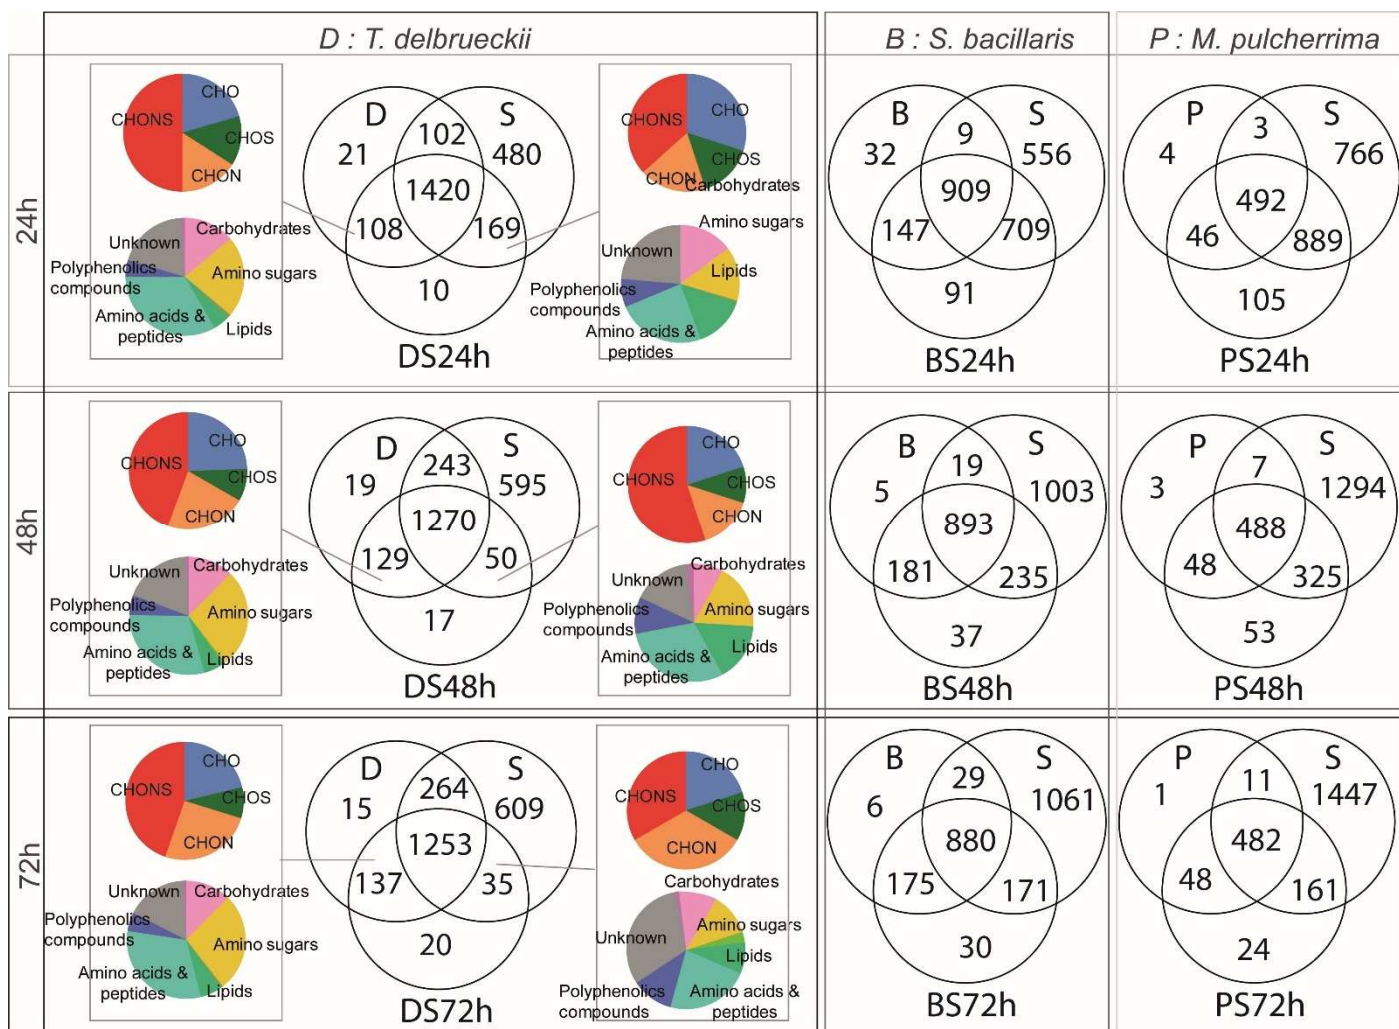 D : T. delbrueckii
B : S. bacillaris
P : M. pulcherrima
24h
CHONS
CHO
CHOS
CHON
Unknown
Carbohydrates
Polyphenolics
compounds
Amino sugars
Amino acids &
peptides
Lipids
D
S
21
102
480
1420
108
169
10
DS24h
CHONS
CHO
CHOS
CHON
Carbohydrates
Amino sugars
Unknown
Lipids
Polyphenolics
compounds
Amino acids &
peptides
B
S
32
9
556
909
147
709
91
BS24h
P
S
4
3
766
492
46
889
105
PS24h
48h
CHONS
CHO
CHOS
CHON
Unknown
Carbohydrates
Polyphenolics
compounds
Amino sugars
Amino acids &
peptides
Lipids
D
S
19
243
595
1270
129
50
17
DS48h
CHONS
CHO
CHOS
CHON
Carbohydrates
Unknown
Amino sugars
Polyphenolics
compounds
Lipids
Amino acids &
peptides
B
S
5
19
1003
893
181
235
37
BS48h
P
S
3
7
1294
488
48
325
53
PS48h
72h
CHONS
CHO
CHOS
CHON
Unknown
Carbohydrates
Polyphenolics
compounds
Amino sugars
Amino acids &
peptides
Lipids
D
S
15
264
609
1253
137
35
20
DS72h
CHONS
CHO
CHOS
CHON
Carbohydrates
Unknown
Amino sugars
Lipids
Polyphenolics
compounds
Amino acids &
peptides
B
S
6
29
1061
880
175
171
30
BS72h
P
S
1
11
1447
482
48
161
24
PS72h